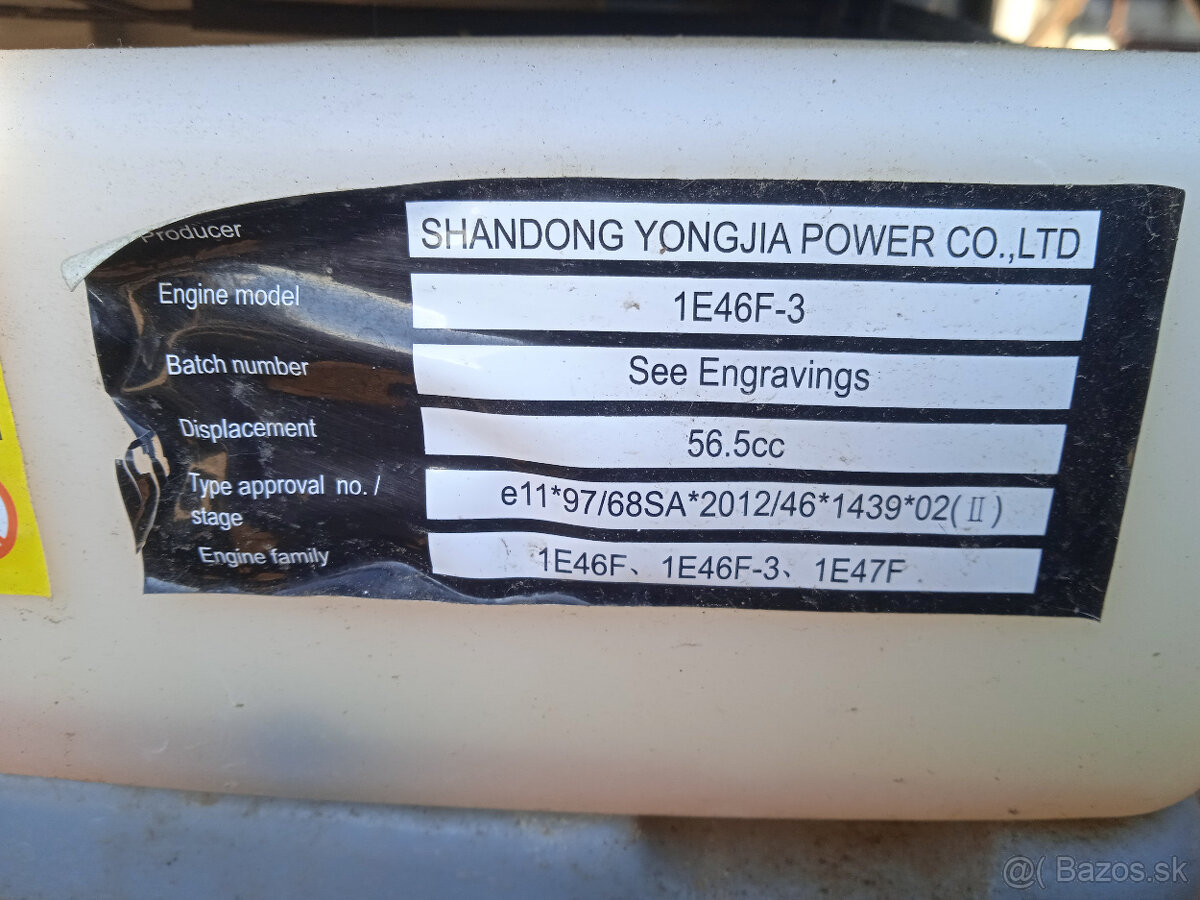 Producer SHANDONG YONGJIA POWER CO.,LTD
Engine model 1E46F-3
Batch number See Engravings
Displacement 56.5cc
Type approval no. /
stage e11*97/68SA*2012/46*1439*02(Ⅱ)
Engine family 1E46F、1E46F-3、1E47F
@( Bazos.sk